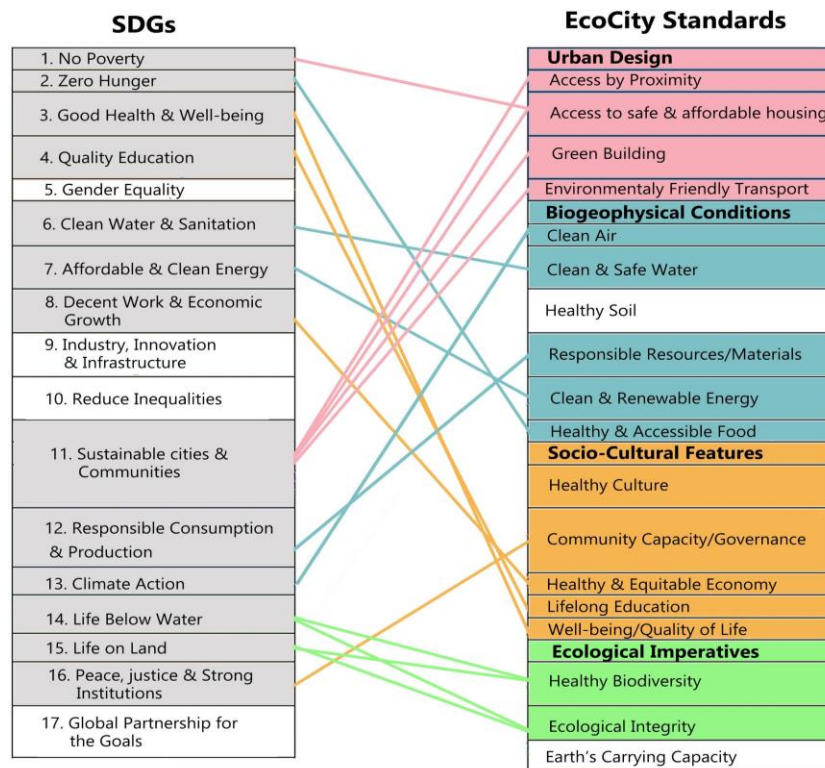 SDGs
1. No Poverty
2. Zero Hunger
3. Good Health & Well-being
4. Quality Education
5. Gender Equality
6. Clean Water & Sanitation
7. Affordable & Clean Energy
8. Decent Work & Economic
Growth
9. Industry, Innovation
& Infrastructure
10. Reduce Inequalities
11. Sustainable cities &
Communities
12. Responsible Consumption
& Production
13. Climate Action
14. Life Below Water
15. Life on Land
16. Peace, justice & Strong
Institutions
17. Global Partnership for
the Goals
EcoCity Standards
Urban Design
Access by Proximity
Access to safe & affordable housing
Green Building
Environmentaly Friendly Transport
Biogeophysical Conditions
Clean Air
Clean & Safe Water
Healthy Soil
Responsible Resources/Materials
Clean & Renewable Energy
Healthy & Accessible Food
Socio-Cultural Features
Healthy Culture
Community Capacity/Governance
Healthy & Equitable Economy
Lifelong Education
Well-being/Quality of Life
Ecological Imperatives
Healthy Biodiversity
Ecological Integrity
Earth's Carrying Capacity